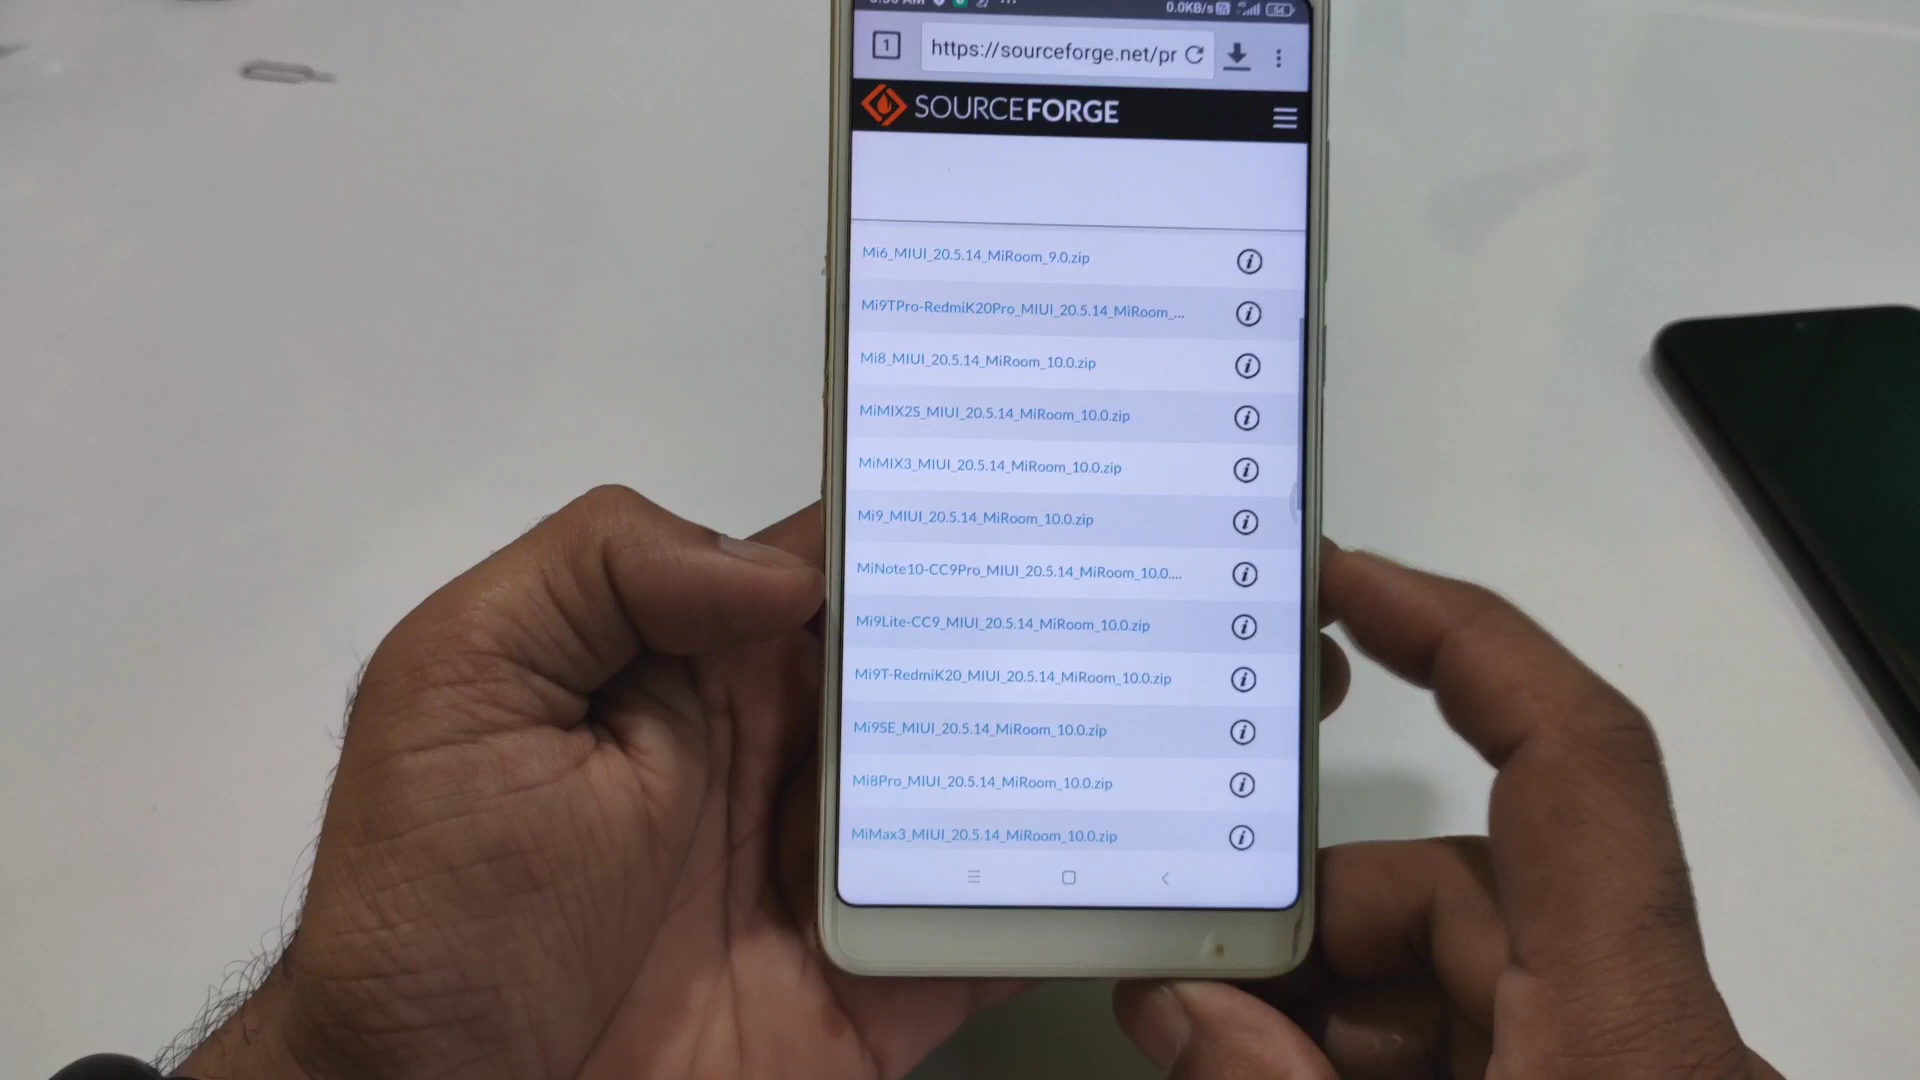 0.0KB/s 54
1 https://sourceforge.net/pr
SOURCEFORGE
Mi6_MIUI_20.5.14_MiRoom_9.0.zip
Mi9TPro-RedmiK20Pro_MIUI_20.5.14_MiRoom_...
Mi8_MIUI_20.5.14_MiRoom_10.0.zip
MiMIX2S_MIUI_20.5.14_MiRoom_10.0.zip
MiMIX3_MIUI_20.5.14_MiRoom_10.0.zip
Mi9_MIUI_20.5.14_MiRoom_10.0.zip
MiNote10-CC9Pro_MIUI_20.5.14_MiRoom_10.0....
Mi9Lite-CC9_MIUI_20.5.14_MiRoom_10.0.zip
Mi9T-RedmiK20_MIUI_20.5.14_MiRoom_10.0.zip
Mi9SE_MIUI_20.5.14_MiRoom_10.0.zip
Mi8Pro_MIUI_20.5.14_MiRoom_10.0.zip
MiMax3_MIUI_20.5.14_MiRoom_10.0.zip